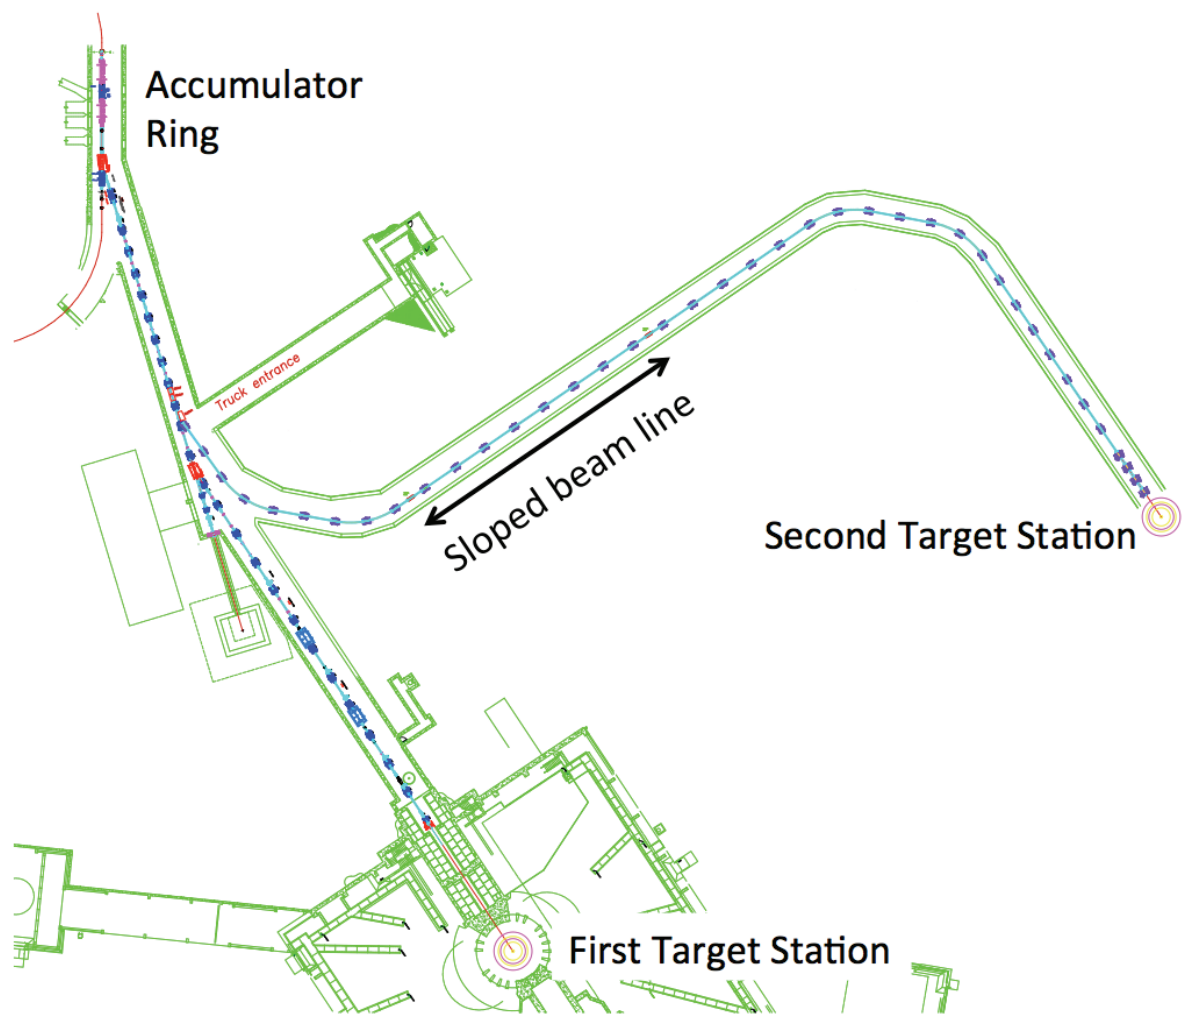 Accumulator
Ring
Truck entrance
Sloped beam line
Second Target Station
First Target Station